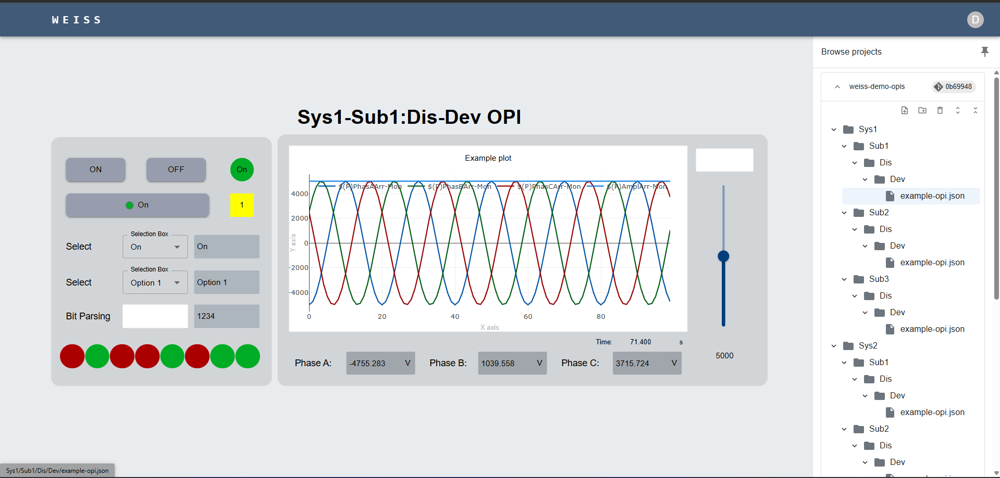 WEISS
D
Browse projects
weiss-demo-opis
0b69948
Sys1-Sub1:Dis-Dev OPI
ON
OFF
On
On
1
Select
Selection Box
On
On
Select
Selection Box
Option 1
Option 1
Bit Parsing
1234
Example plot
$(P)PhasAArr-Mon
$(P)PhasBArr-Mon
$(P)PhasCArr-Mon
$(P)AmplArr-Mon
4000
2000
0
-2000
-4000
Y axis
0
20
40
60
80
X axis
Time:
71.400
s
Phase A:
-4755.283
V
Phase B:
1039.558
V
Phase C:
3715.724
V
5000
Sys1
Sub1
Dis
Dev
example-opi.json
Sub2
Dis
Dev
example-opi.json
Sub3
Dis
Dev
example-opi.json
Sys2
Sub1
Dis
Dev
example-opi.json
Sub2
Dis
Dev
Sys1/Sub1/Dis/Dev/example-opi.json